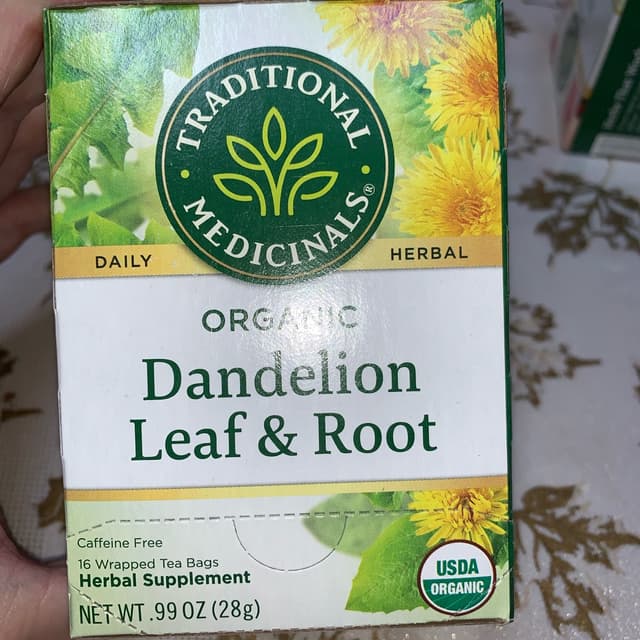 TRADITIONAL
MEDICINALS®
DAILY
HERBAL
ORGANIC
Dandelion
Leaf & Root
Caffeine Free
16 Wrapped Tea Bags
Herbal Supplement
NET WT .99 OZ (28g)
USDA
ORGANIC